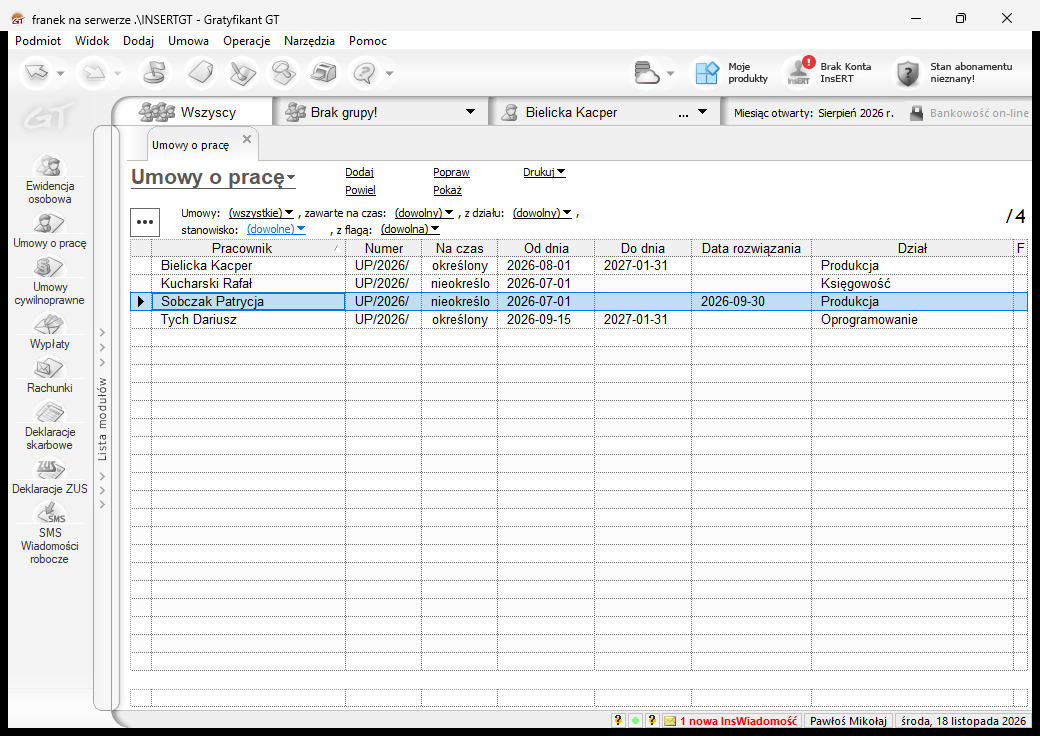 franek na serwerze .\INSERTGT - Gratyfikant GT
Podmiot Widok Dodaj Umowa Operacje Narzędzia Pomoc
Moje produkty
InsERT
Brak Konta InsERT
Stan abonamentu nieznany!
GT
Wszyscy
Brak grupy!
Bielicka Kacper ...
Miesiąc otwarty: Sierpień 2026 r.
Bankowość on-line
Umowy o pracę
Umowy o pracę
Dodaj Popraw Drukuj
Powiel Pokaż
Umowy: (wszystkie) , zawarte na czas: (dowolny) , z działu: (dowolny) ,
stanowisko: (dowolne) , z flagą: (dowolna)
/ 4
Pracownik Numer Na czas Od dnia Do dnia Data rozwiązania Dział F
Bielicka Kacper UP/2026/ określony 2026-08-01 2027-01-31 Produkcja
Kucharski Rafał UP/2026/ nieokreślo 2026-07-01 Księgowość
Sobczak Patrycja UP/2026/ nieokreślo 2026-07-01 2026-09-30 Produkcja
Tych Dariusz UP/2026/ określony 2026-09-15 2027-01-31 Oprogramowanie
Ewidencja
osobowa
Umowy o pracę
Umowy
cywilnoprawne
Wypłaty
Rachunki
Deklaracje
skarbowe
ZUS
Deklaracje ZUS
SMS
SMS
Wiadomości
robocze
Lista modułów
1 nowa InsWiadomość Pawłoś Mikołaj środa, 18 listopada 2026